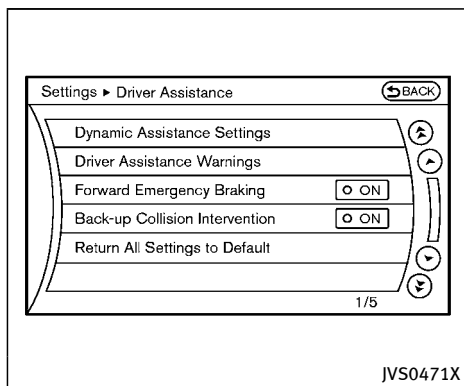 Settings ▸ Driver Assistance
BACK
Dynamic Assistance Settings
Driver Assistance Warnings
Forward Emergency Braking
ON
Back-up Collision Intervention
ON
Return All Settings to Default
1/5
JVS0471X